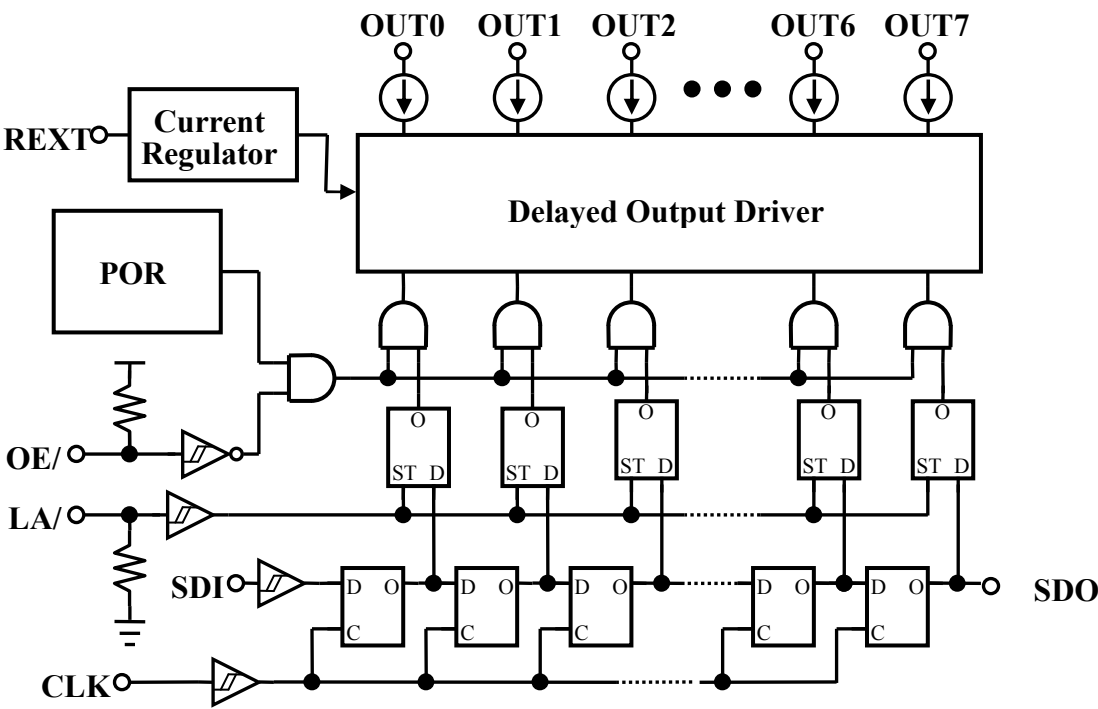 OUT0 OUT1 OUT2 OUT6 OUT7
REXT
Current
Regulator
Delayed Output Driver
POR
O O O O O
OE/
ST D ST D ST D ST D ST D
LA/
SDI
D O D O D O D O D O
SDO
C C C C C
CLK